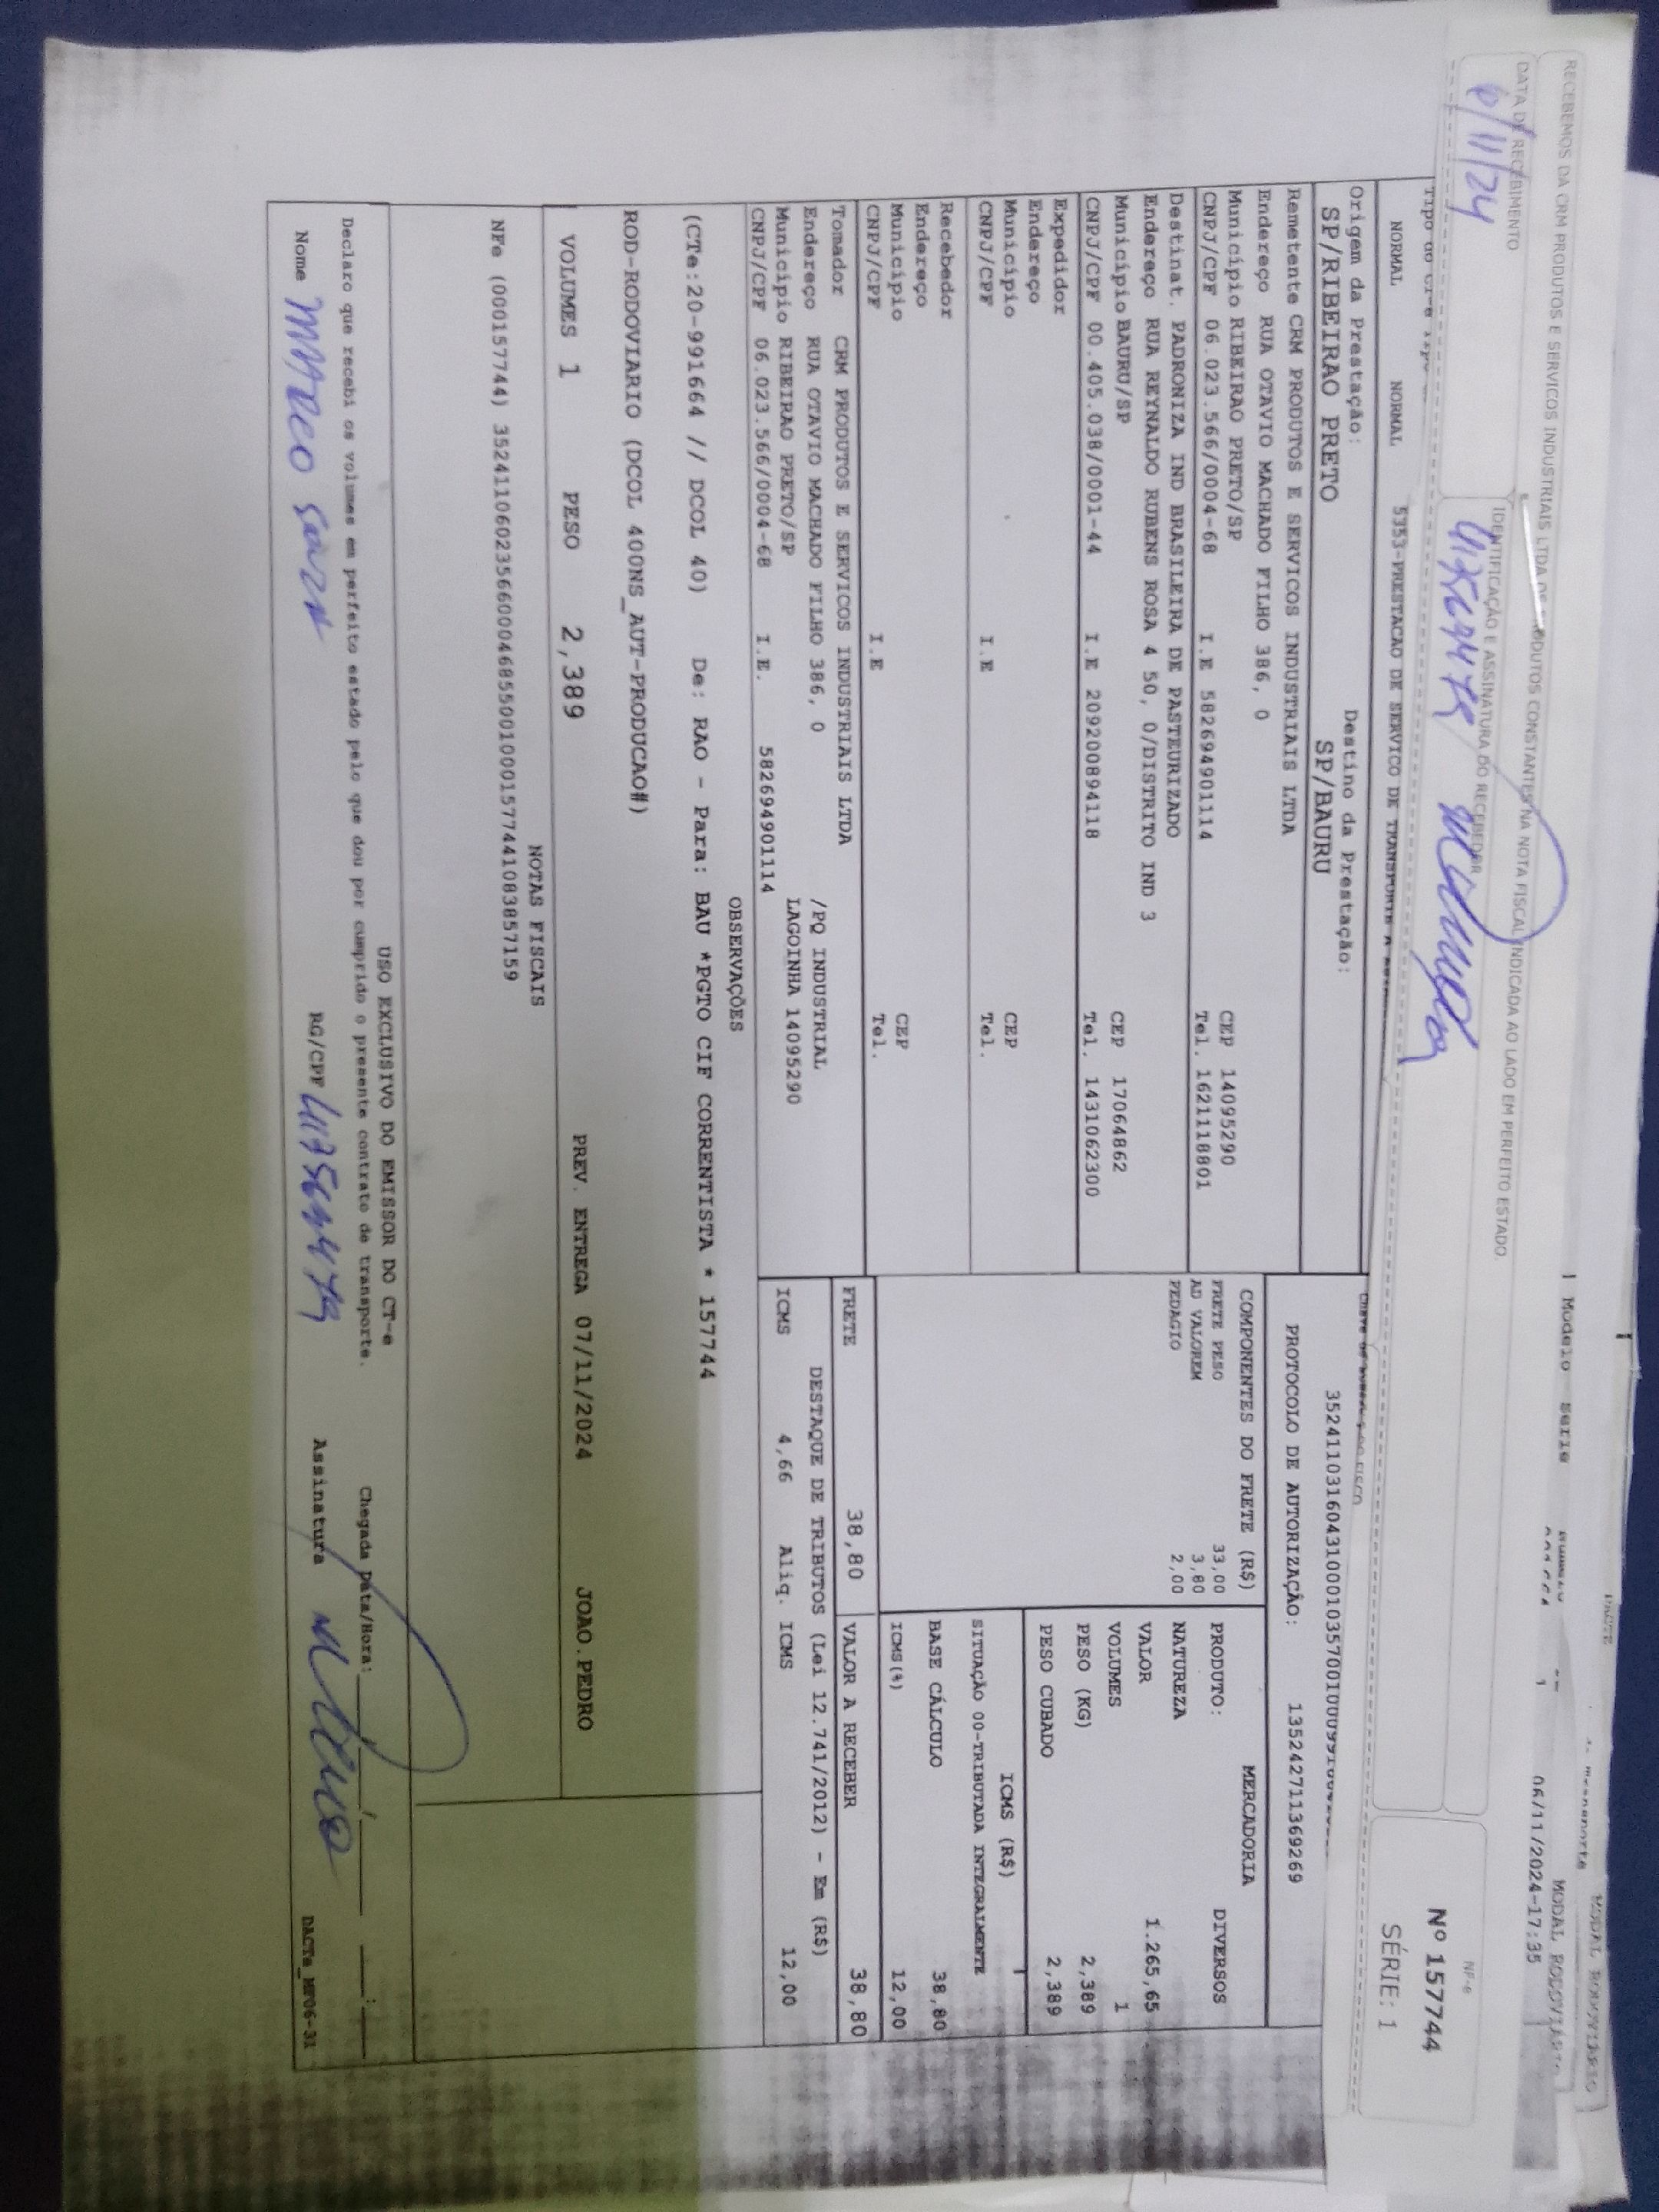 RECEBEMOS DA CRM PRODUTOS E SERVICOS INDUSTRIAIS LTDA OS PRODUTOS CONSTANTES NA NOTA FISCAL INDICADA AO LADO EM PERFEITO ESTADO.
DATA DE RECEBIMENTO
IDENTIFICAÇÃO E ASSINATURA DO RECEBEDOR
/11/24
NF-e
Nº 157744
SÉRIE: 1
DACTE
MODAL RODOVIARIO
MODAL RODOVIARIO
Modelo serie
1 06/11/2024-17:35
NORMAL NORMAL 5353-PRESTACAO DE SERVICO DE TRANSPORTE A
Origem da Prestação: Destino da Prestação:
SP/RIBEIRAO PRETO SP/BAURU
PROTOCOLO DE AUTORIZAÇÃO: 135242711369269
Remetente CRM PRODUTOS E SERVICOS INDUSTRIAIS LTDA
Endereço RUA OTAVIO MACHADO FILHO 386, 0
Município RIBEIRAO PRETO/SP CEP 14095290
CNPJ/CPF 06.023.566/0004-68 I.E 582694901114 Tel. 1621118801
Destinat. PADRONIZA IND BRASILEIRA DE PASTEURIZADO
Endereço RUA REYNALDO RUBENS ROSA 4 50, 0/DISTRITO IND 3
Município BAURU/SP CEP 17064862
CNPJ/CPF 00.405.038/0001-44 I.E 209200894118 Tel. 1431062300
Expedidor
Endereço
Município CEP
CNPJ/CPF I.E Tel.
Recebedor
Endereço
Município CEP
CNPJ/CPF I.E Tel.
Tomador CRM PRODUTOS E SERVICOS INDUSTRIAIS LTDA
Endereço RUA OTAVIO MACHADO FILHO 386, 0 /PQ INDUSTRIAL
Município RIBEIRAO PRETO/SP LAGOINHA 14095290
CNPJ/CPF 06.023.566/0004-68 I.E. 582694901114
COMPONENTES DO FRETE (R$)
FRETE PESO 33,00
AD VALOREM 3,80
PEDAGIO 2,00
MERCADORIA
PRODUTO: DIVERSOS
NATUREZA
VALOR 1.265,65
VOLUMES 1
PESO (KG) 2,389
PESO CUBADO 2,389
ICMS (R$)
SITUAÇÃO 00-TRIBUTADA INTEGRALMENTE
BASE CÁLCULO 38,80
ICMS(%) 12,00
FRETE 38,80 VALOR A RECEBER 38,80
DESTAQUE DE TRIBUTOS (Lei 12.741/2012) - Em (R$)
ICMS 4,66 Aliq. ICMS 12,00
OBSERVAÇÕES
(CTe:20-991664 // DCOL 40) De: RAO - Para: BAU *PGTO CIF CORRENTISTA * 157744
ROD-RODOVIARIO (DCOL 400NS_AUT-PRODUCAO#)
VOLUMES 1 PESO 2,389 PREV. ENTREGA 07/11/2024 JOAO.PEDRO
NOTAS FISCAIS
NFe (000157744) 35241106023566000468550010001577441083857159
USO EXCLUSIVO DO EMISSOR DO CT-e
Declaro que recebi os volumes em perfeito estado pelo que dou por cumprido o presente contrato de transporte. Chegada Data/Hora: / / :
Nome RG/CPF Assinatura DACTe_MF06-31